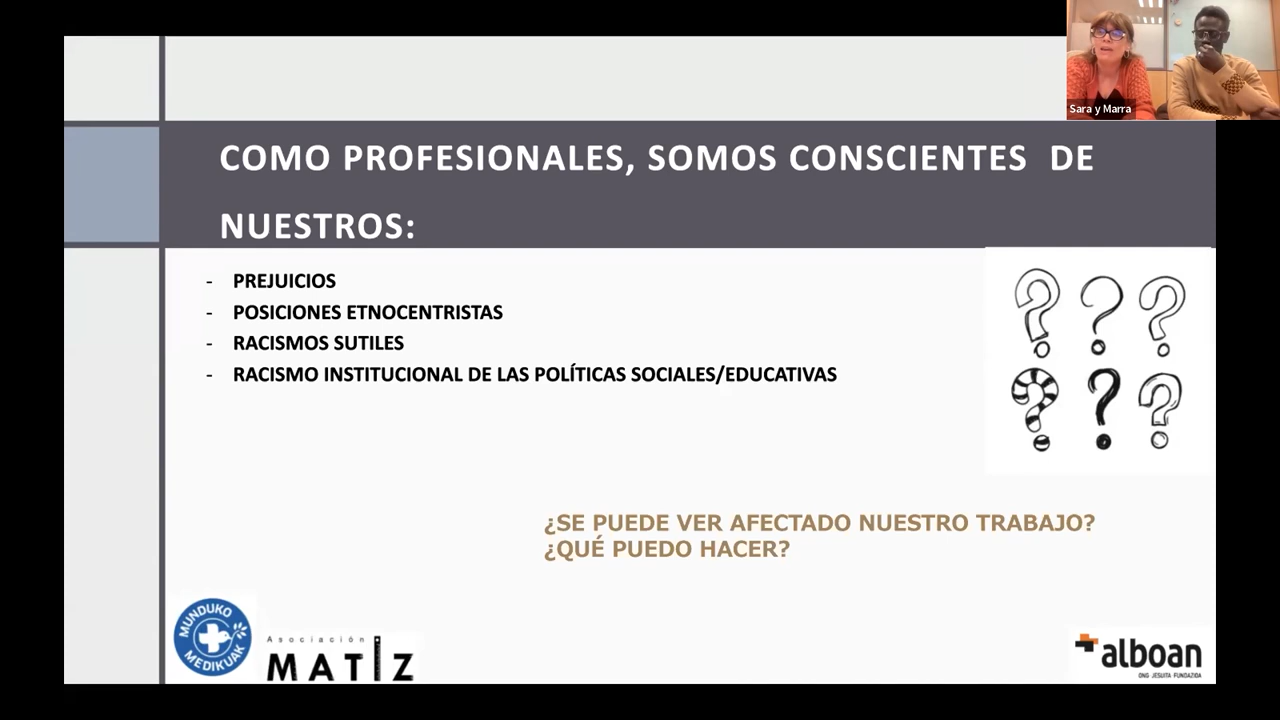 Sara y Marra
COMO PROFESIONALES, SOMOS CONSCIENTES DE
NUESTROS:
- PREJUICIOS
- POSICIONES ETNOCENTRISTAS
- RACISMOS SUTILES
- RACISMO INSTITUCIONAL DE LAS POLÍTICAS SOCIALES/EDUCATIVAS
¿SE PUEDE VER AFECTADO NUESTRO TRABAJO?
¿QUÉ PUEDO HACER?
MUNDUKO
MEDIKUAK
Asociación
MATIZ
alboan
ONG JESUITA FUNDAZIOA